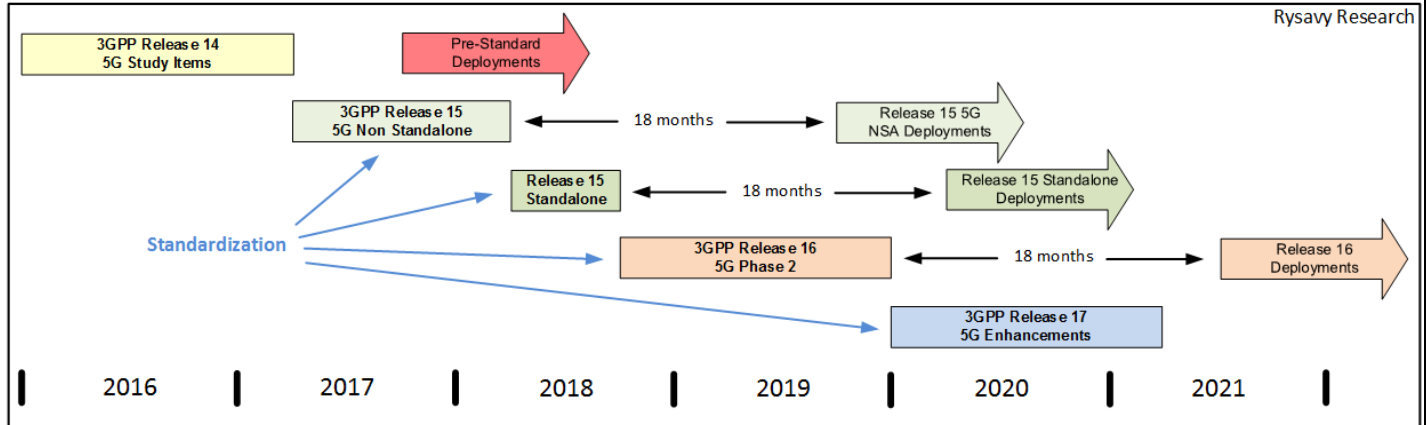 Rysavy Research
3GPP Release 14
5G Study Items
Pre-Standard
Deployments
3GPP Release 15
5G Non Standalone
18 months
Release 15 5G
NSA Deployments
Release 15
Standalone
18 months
Release 15 Standalone
Deployments
Standardization
3GPP Release 16
5G Phase 2
18 months
Release 16
Deployments
3GPP Release 17
5G Enhancements
2016
2017
2018
2019
2020
2021